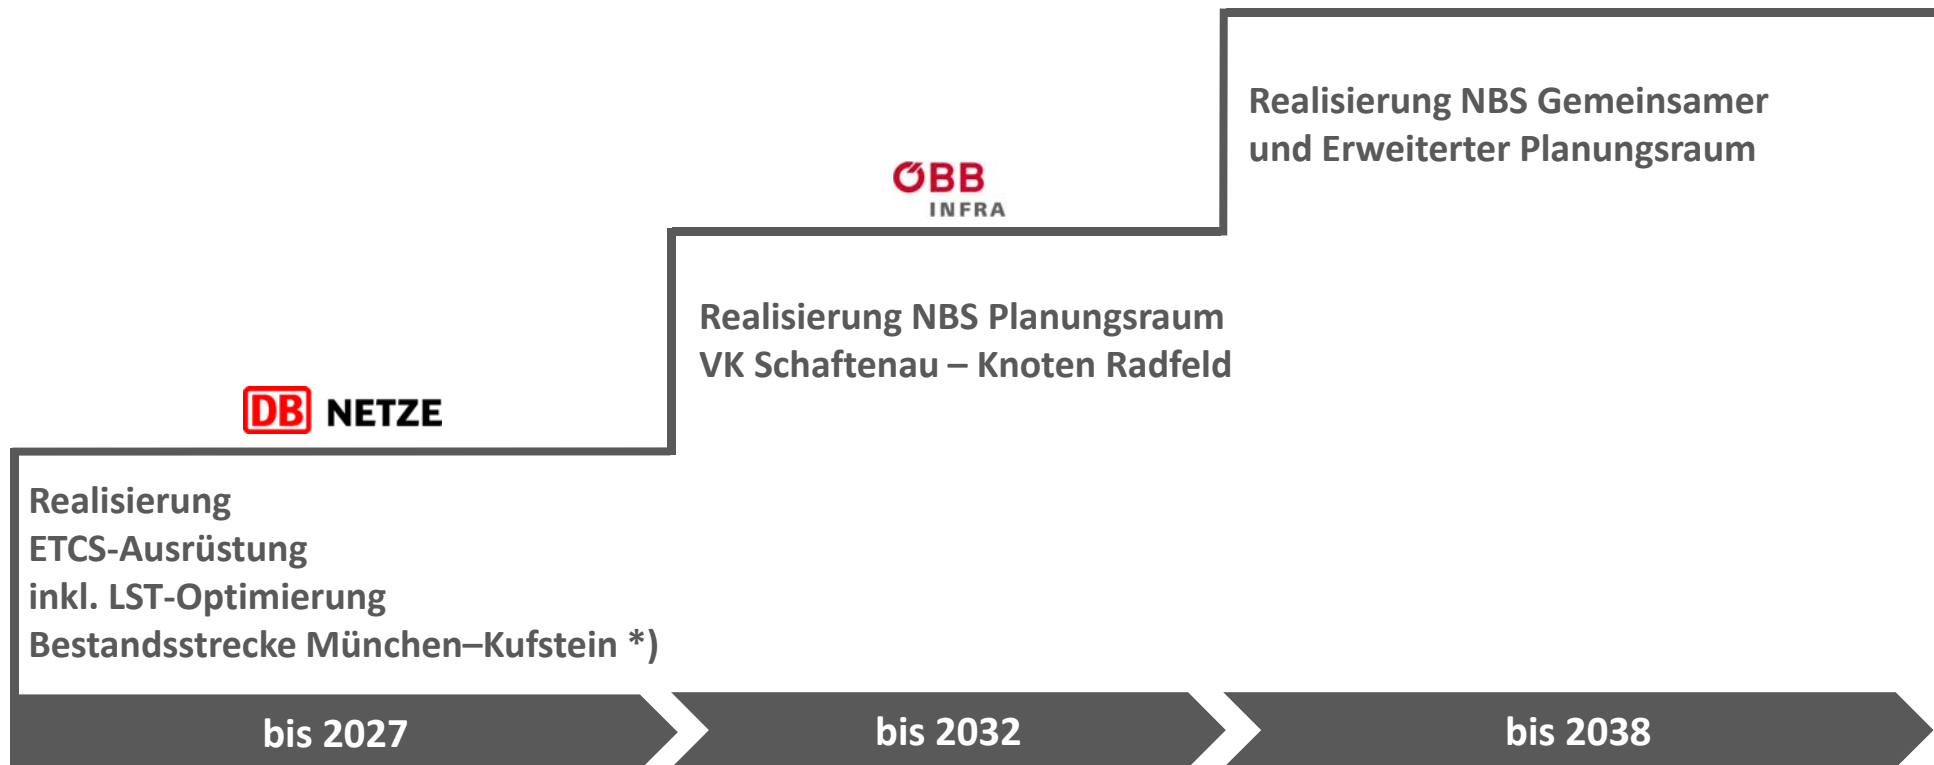 Realisierung NBS Gemeinsamer
und Erweiterter Planungsraum
ÖBB
INFRA
Realisierung NBS Planungsraum
VK Schaftenau – Knoten Radfeld
DB NETZE
Realisierung
ETCS-Ausrüstung
inkl. LST-Optimierung
Bestandsstrecke München–Kufstein *)
bis 2027
bis 2032
bis 2038